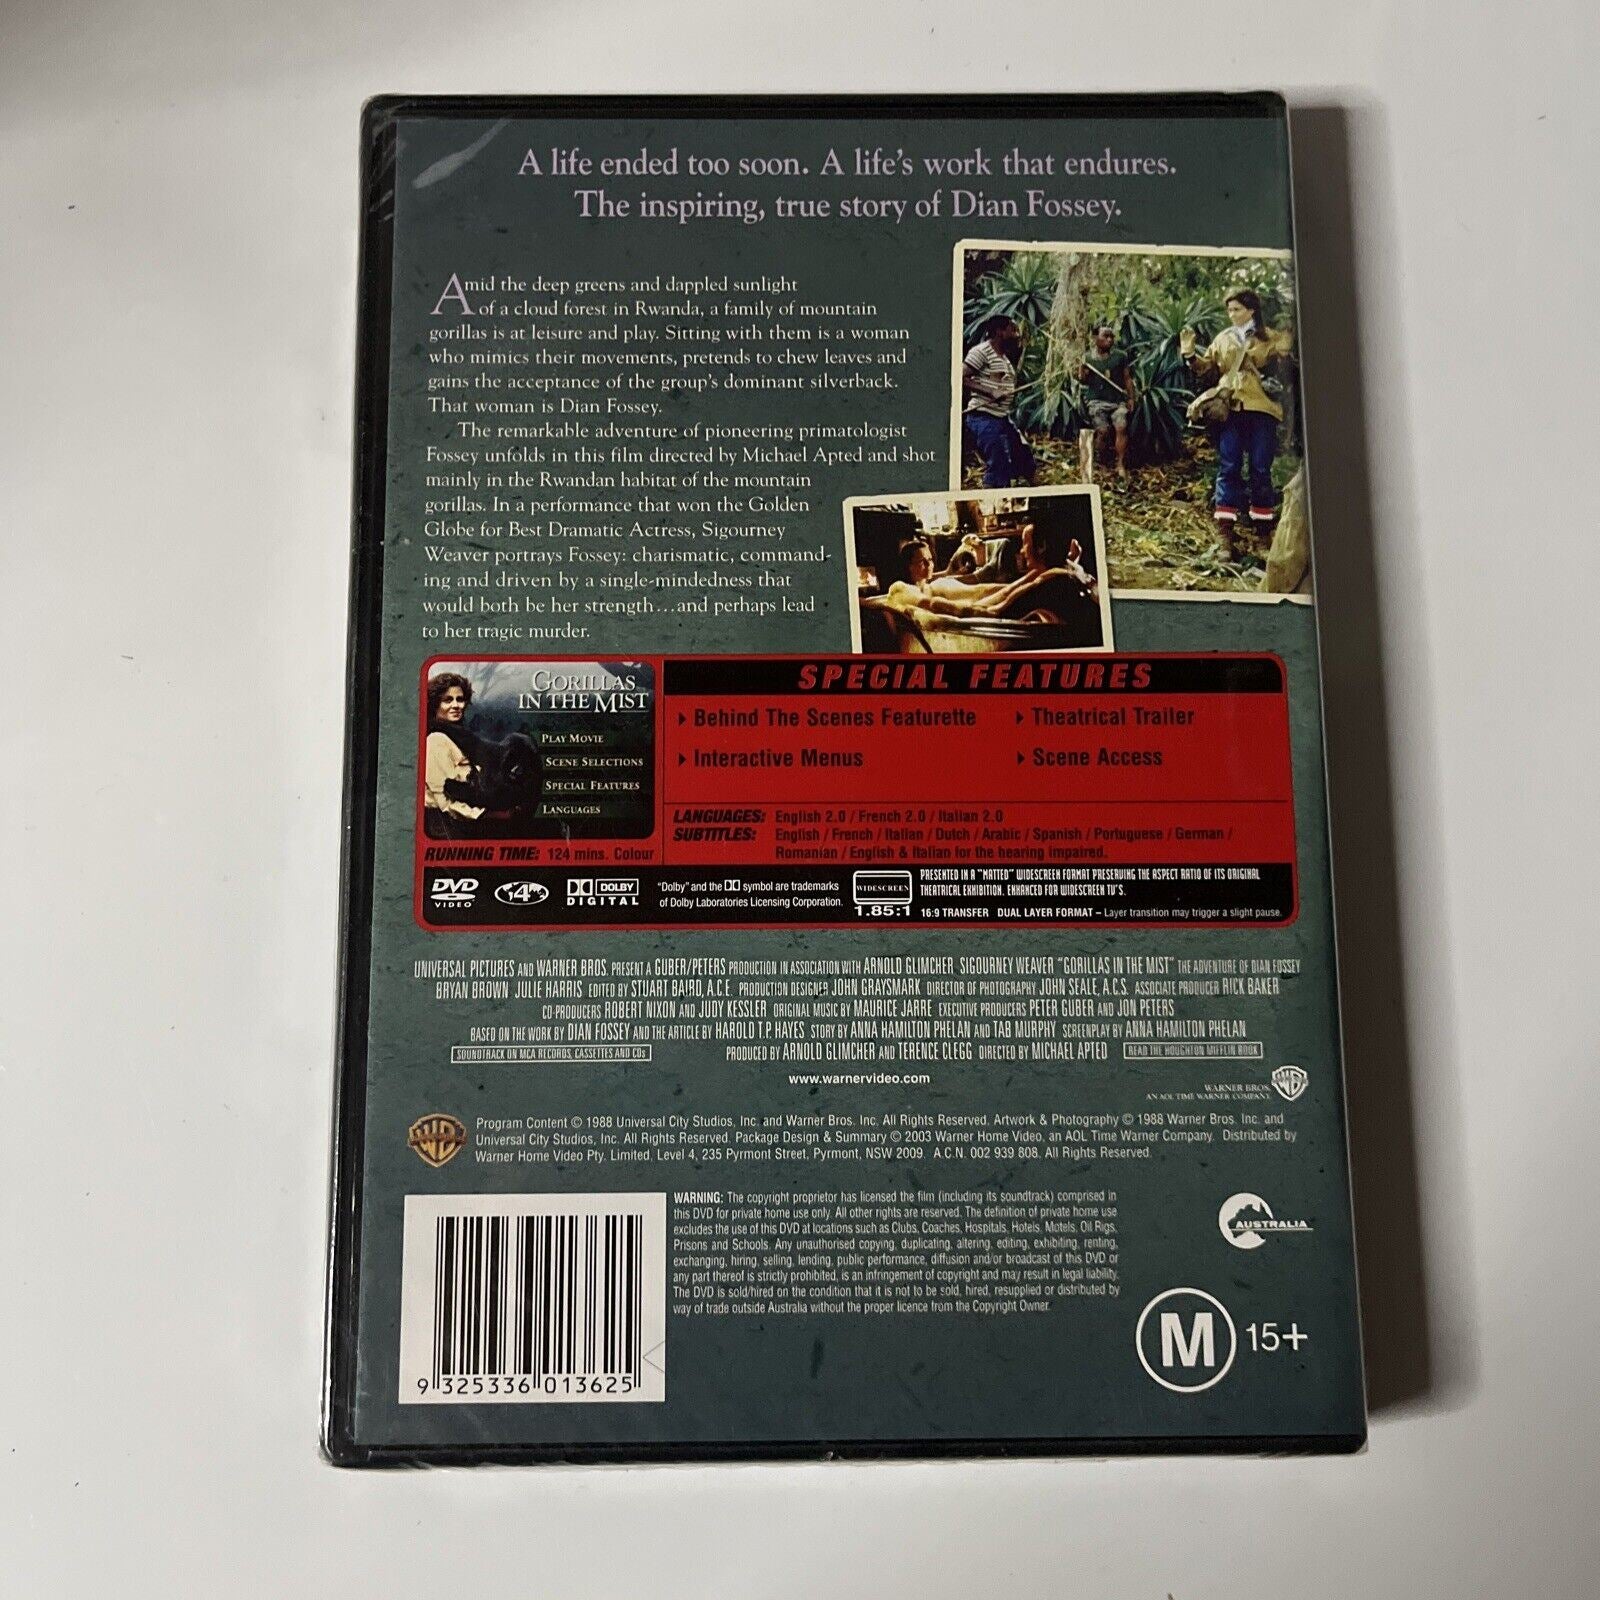 A life ended too soon. A life's work that endures.
The inspiring, true story of Dian Fossey.
Amid the deep greens and dappled sunlight
of a cloud forest in Rwanda, a family of mountain
gorillas is at leisure and play. Sitting with them is a woman
who mimics their movements, pretends to chew leaves and
gains the acceptance of the group's dominant silverback.
That woman is Dian Fossey.
The remarkable adventure of pioneering primatologist
Fossey unfolds in this film directed by Michael Apted and shot
mainly in the Rwandan habitat of the mountain
gorillas. In a performance that won the Golden
Globe for Best Dramatic Actress, Sigourney
Weaver portrays Fossey: charismatic, command-
ing and driven by a single-mindedness that
would both be her strength...and perhaps lead
to her tragic murder.
GORILLAS
IN THE MIST
PLAY MOVIE
SCENE SELECTIONS
SPECIAL FEATURES
LANGUAGES
RUNNING TIME: 124 mins. Colour
SPECIAL FEATURES
Behind The Scenes Featurette
Theatrical Trailer
Interactive Menus
Scene Access
LANGUAGES: English 2.0 / French 2.0 / Italian 2.0
SUBTITLES: English / French / Italian / Dutch / Arabic / Spanish / Portuguese / German /
Romanian / English & Italian for the hearing impaired.
DVD VIDEO
4
DOLBY DIGITAL
"Dolby" and the DD symbol are trademarks
of Dolby Laboratories Licensing Corporation.
WIDESCREEN
1.85:1
PRESENTED IN A "MATTED" WIDESCREEN FORMAT PRESERVING THE ASPECT RATIO OF ITS ORIGINAL
THEATRICAL EXHIBITION. ENHANCED FOR WIDESCREEN TV'S.
16:9 TRANSFER DUAL LAYER FORMAT – Layer transition may trigger a slight pause.
UNIVERSAL PICTURES AND WARNER BROS. PRESENT A GUBER/PETERS PRODUCTION IN ASSOCIATION WITH ARNOLD GLIMCHER SIGOURNEY WEAVER "GORILLAS IN THE MIST" THE ADVENTURE OF DIAN FOSSEY
BRYAN BROWN JULIE HARRIS EDITED BY STUART BAIRD, A.C.E. PRODUCTION DESIGNER JOHN GRAYSMARK DIRECTOR OF PHOTOGRAPHY JOHN SEALE, A.C.S. ASSOCIATE PRODUCER RICK BAKER
CO-PRODUCERS ROBERT NIXON AND JUDY KESSLER ORIGINAL MUSIC BY MAURICE JARRE EXECUTIVE PRODUCERS PETER GUBER AND JON PETERS
BASED ON THE WORK BY DIAN FOSSEY AND THE ARTICLE BY HAROLD T.P. HAYES STORY BY ANNA HAMILTON PHELAN AND TAB MURPHY SCREENPLAY BY ANNA HAMILTON PHELAN
SOUNDTRACK ON MCA RECORDS, CASSETTES AND CDs
PRODUCED BY ARNOLD GLIMCHER AND TERENCE CLEGG DIRECTED BY MICHAEL APTED
READ THE HOUGHTON MIFFLIN BOOK
www.warnervideo.com
WARNER BROS.
AN AOL TIME WARNER COMPANY
WB
WB
Program Content © 1988 Universal City Studios, Inc. and Warner Bros. Inc. All Rights Reserved. Artwork & Photography © 1988 Warner Bros. Inc. and
Universal City Studios, Inc. All Rights Reserved. Package Design & Summary © 2003 Warner Home Video, an AOL Time Warner Company. Distributed by
Warner Home Video Pty. Limited, Level 4, 235 Pyrmont Street, Pyrmont, NSW 2009. A.C.N. 002 939 808. All Rights Reserved.
WARNING: The copyright proprietor has licensed the film (including its soundtrack) comprised in
this DVD for private home use only. All other rights are reserved. The definition of private home use
excludes the use of this DVD at locations such as Clubs, Coaches, Hospitals, Hotels, Motels, Oil Rigs,
Prisons and Schools. Any unauthorised copying, duplicating, altering, editing, exhibiting, renting,
exchanging, hiring, selling, lending, public performance, diffusion and/or broadcast of this DVD or
any part thereof is strictly prohibited, is an infringement of copyright and may result in legal liability.
The DVD is sold/hired on the condition that it is not to be sold, hired, resupplied or distributed by
way of trade outside Australia without the proper licence from the Copyright Owner.
AUSTRALIA
M 15+
9 325336 013625